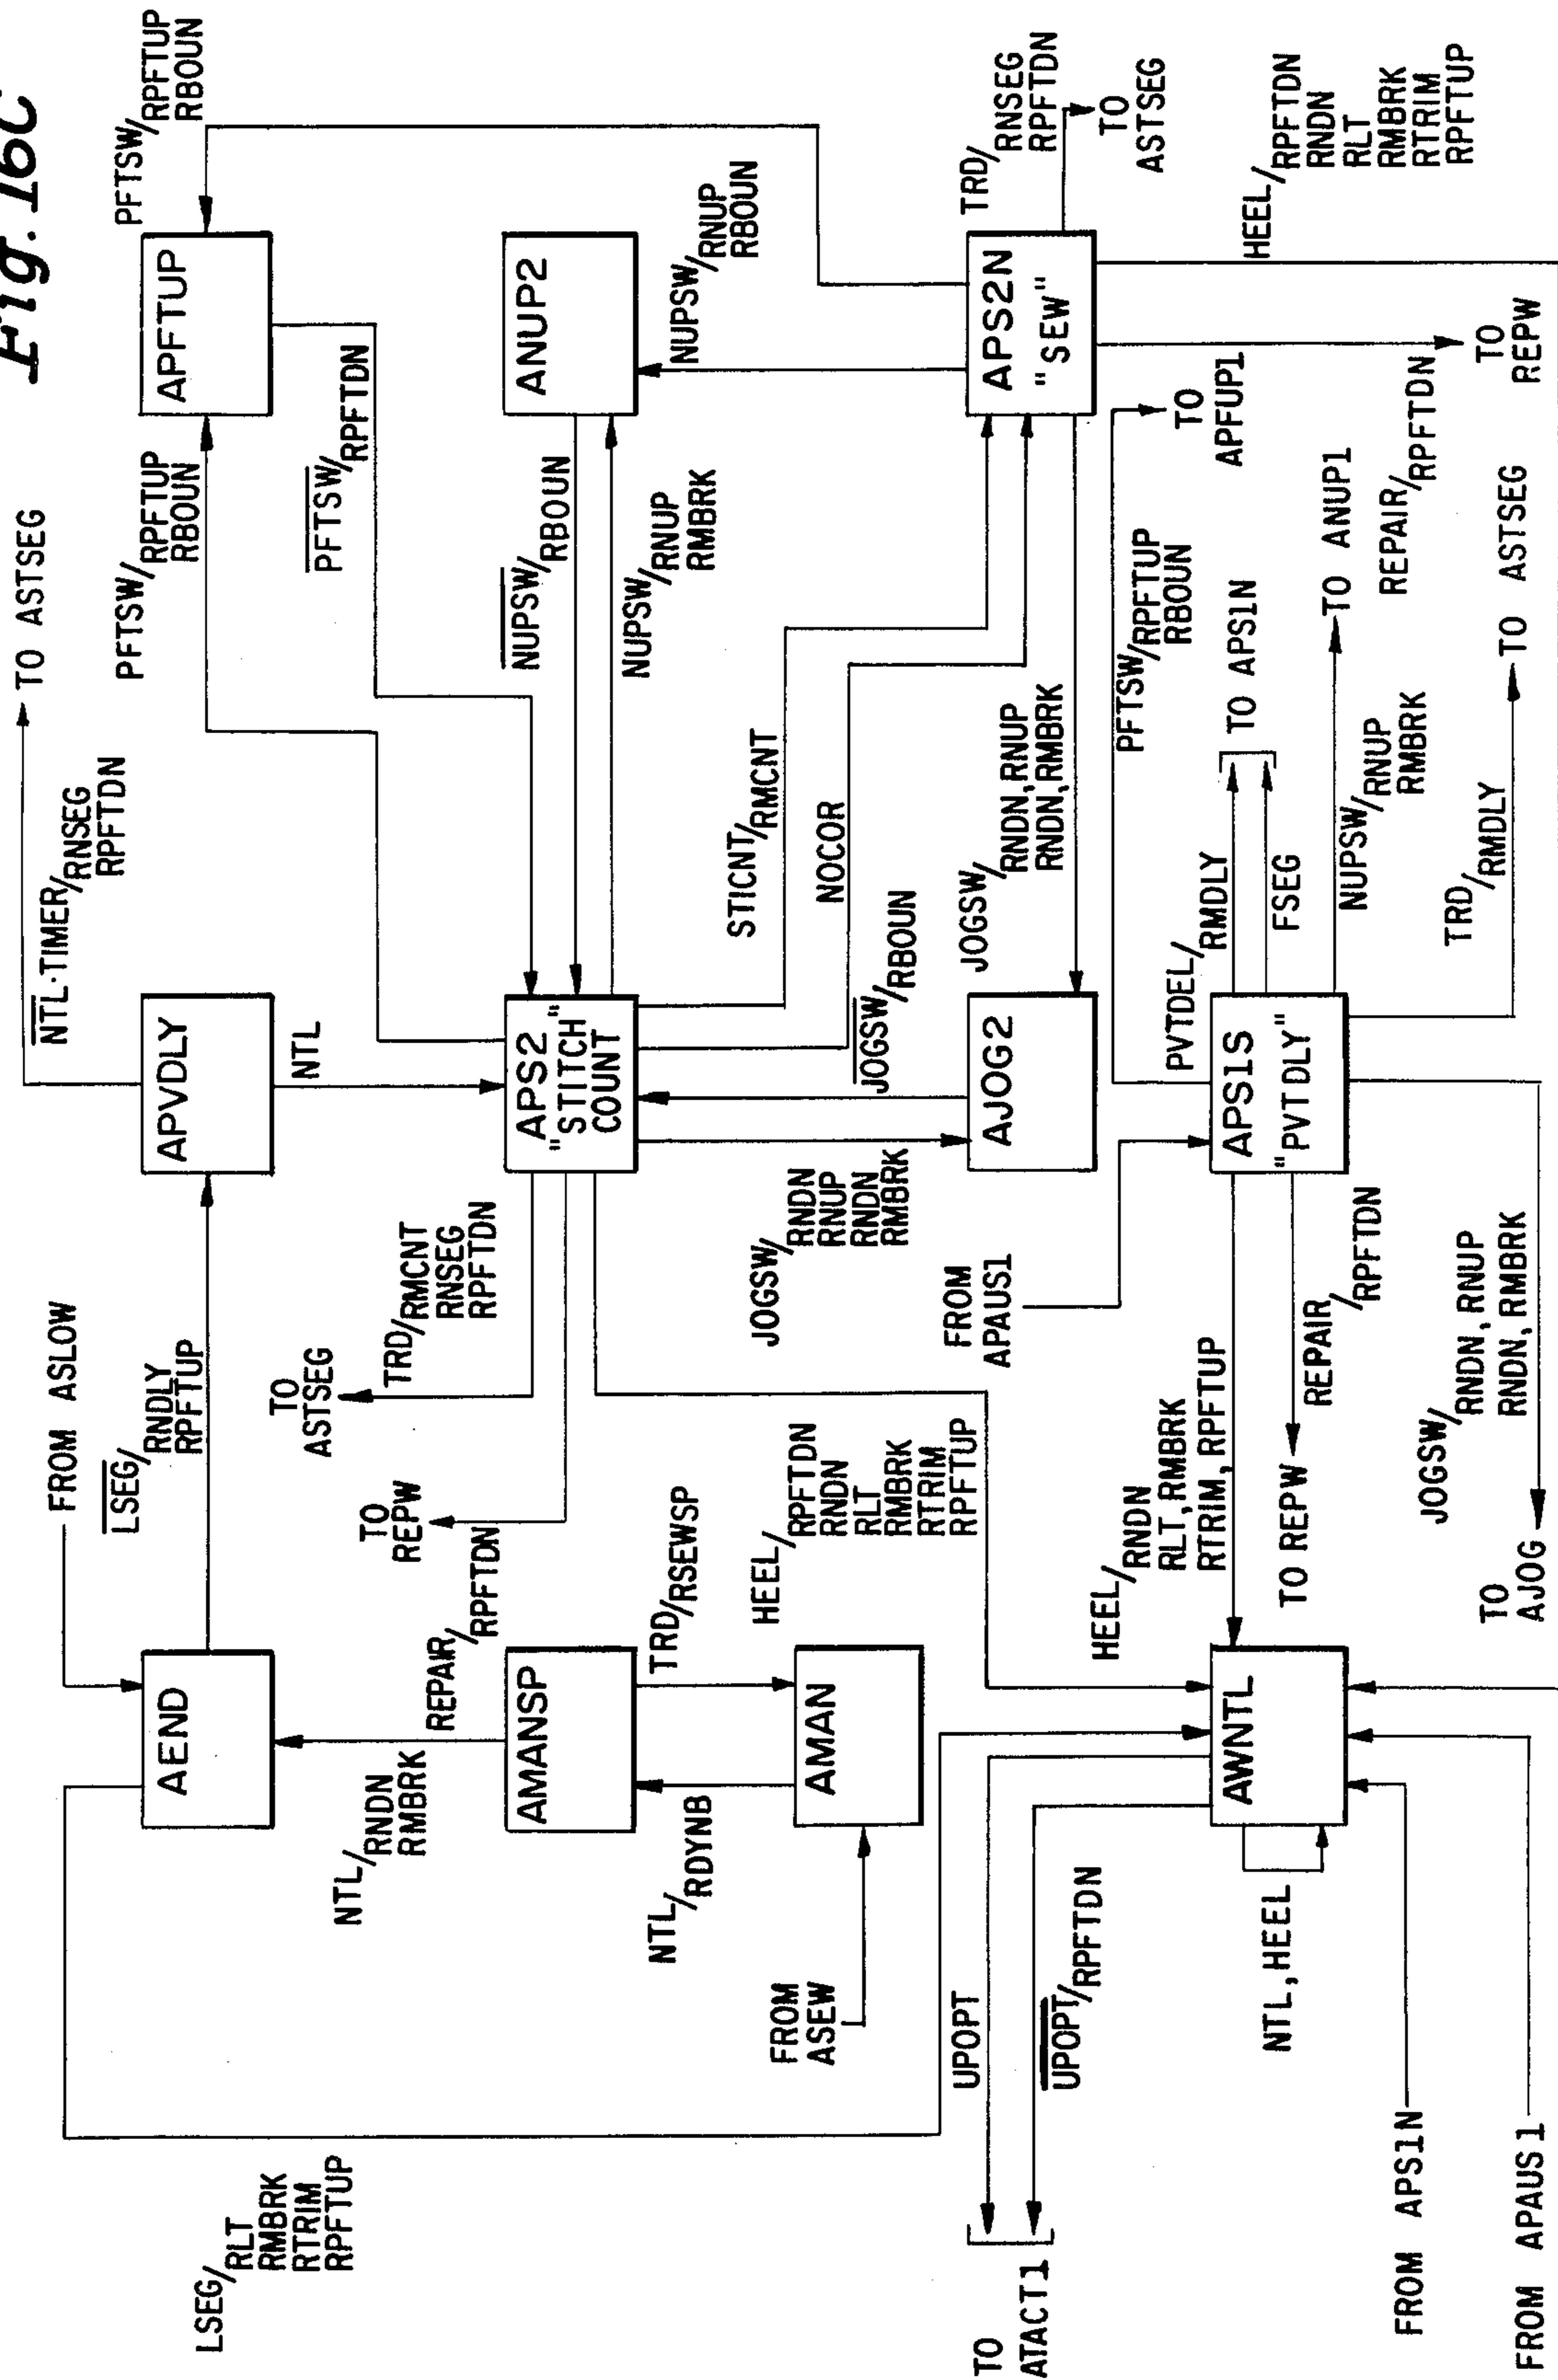 Fig. 16C
TO ASTSEG
FROM ASLOW
NTL·TIMER/RNSEG
RPFTDN
PFTSW/RPFTUP
RBOUN
PFTSW/RPFTUP
RBOUN
LSEG/RLT
RMBRK
RTRIM
RPFTUP
AEND
LSEG/RNDLY
RPFTUP
APVDLY
APFTUP
NTL/RNDN
RMBRK
REPAIR/RPFTDN
TO
ASTSEG
TRD/RMCNT
RNSEG
RPFTDN
NTL
PFTSW/RPFTDN
TO
REPW
AMANSP
APS2
"STITCH"
COUNT
NUPSW/RBOUN
NUPSW/RNUP
RMBRK
ANUP2
NTL/RDYNB
TRD/RSEWSP
NUPSW/RNUP
RBOUN
FROM
ASEW
AMAN
HEEL/RPFTDN
RNDN
RLT
RMBRK
RTRIM
RPFTUP
JOGSW/RNDN
RNUP
RNDN
RMBRK
JOGSW/RBOUN
STICNT/RMCNT
NOCOR
TO
ATACT1
UPOPT
UPOPT/RPFTDN
FROM
APAUS1
AJOG2
JOGSW/RNDN,RNUP
RNDN,RMBRK
APS2N
"SEW"
TRD/RNSEG
RPFTDN
TO
ASTSEG
HEEL/RNDN
RLT,RMBRK
RTRIM,RPFTUP
PFTSW/RPFTUP
RBOUN
TO
APFUP1
AWNTL
NTL,HEEL
TO REPW
REPAIR/RPFTDN
APS1S
"PVTDLY"
PVTDEL/RMDLY
FSEG
TO APS1N
NUPSW/RNUP
RMBRK
TO ANUP1
HEEL/RPFTDN
RNDN
RLT
RMBRK
RTRIM
RPFTUP
REPAIR/RPFTDN
TO
REPW
FROM APS1N
TO
AJOG
JOGSW/RNDN,RNUP
RNDN,RMBRK
TRD/RMDLY
TO ASTSEG
FROM APAUS1